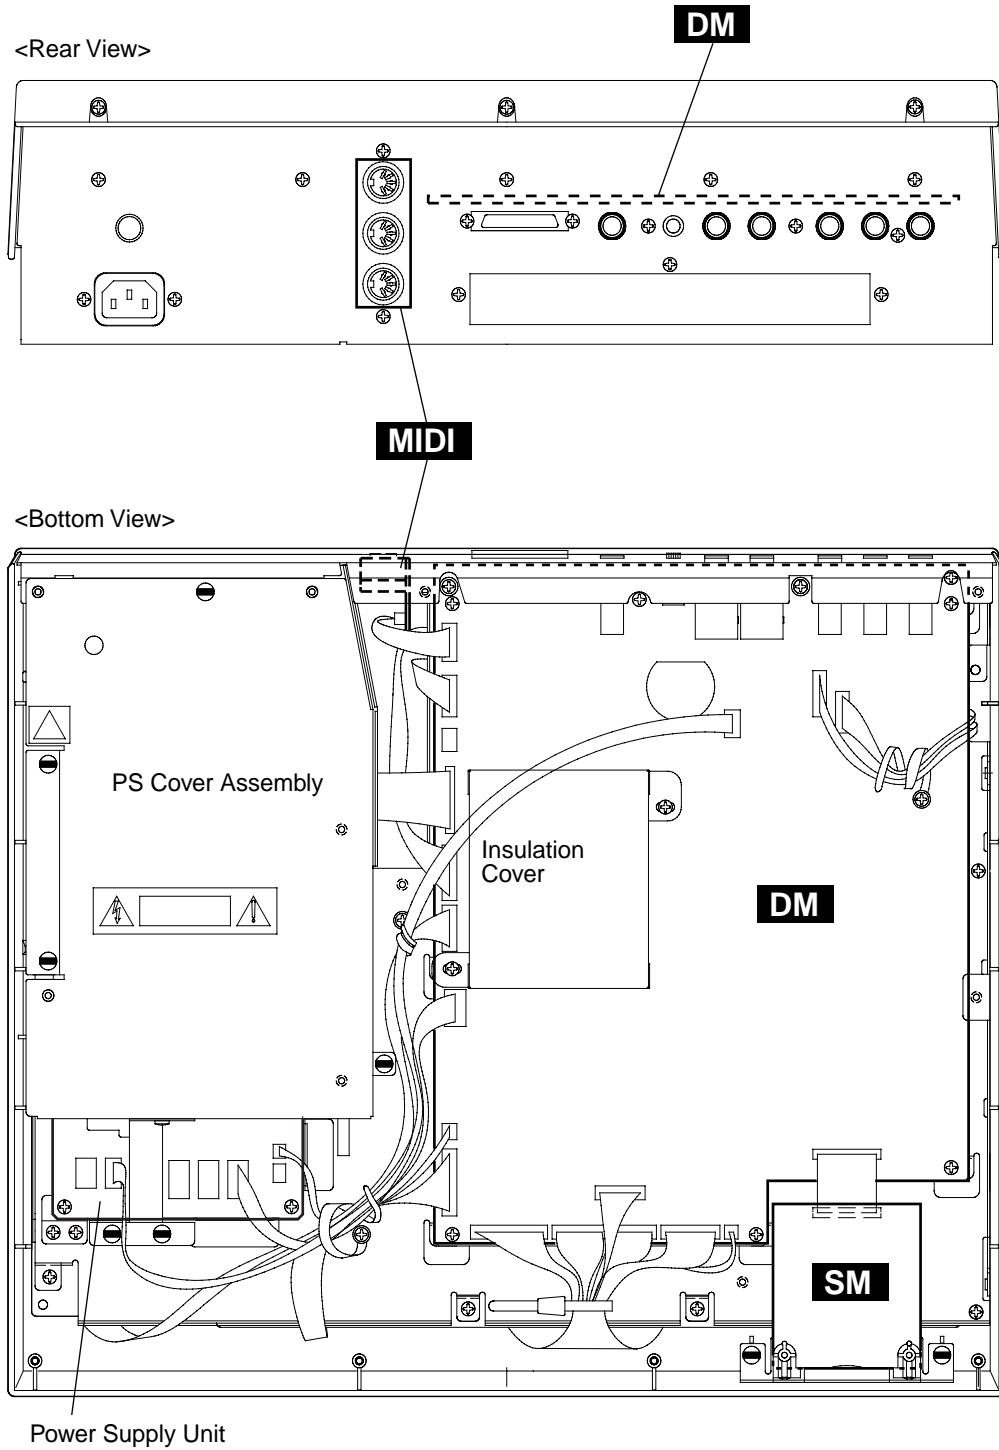 DM
<Rear View>
MIDI
<Bottom View>
PS Cover Assembly
Insulation
Cover
DM
SM
Power Supply Unit